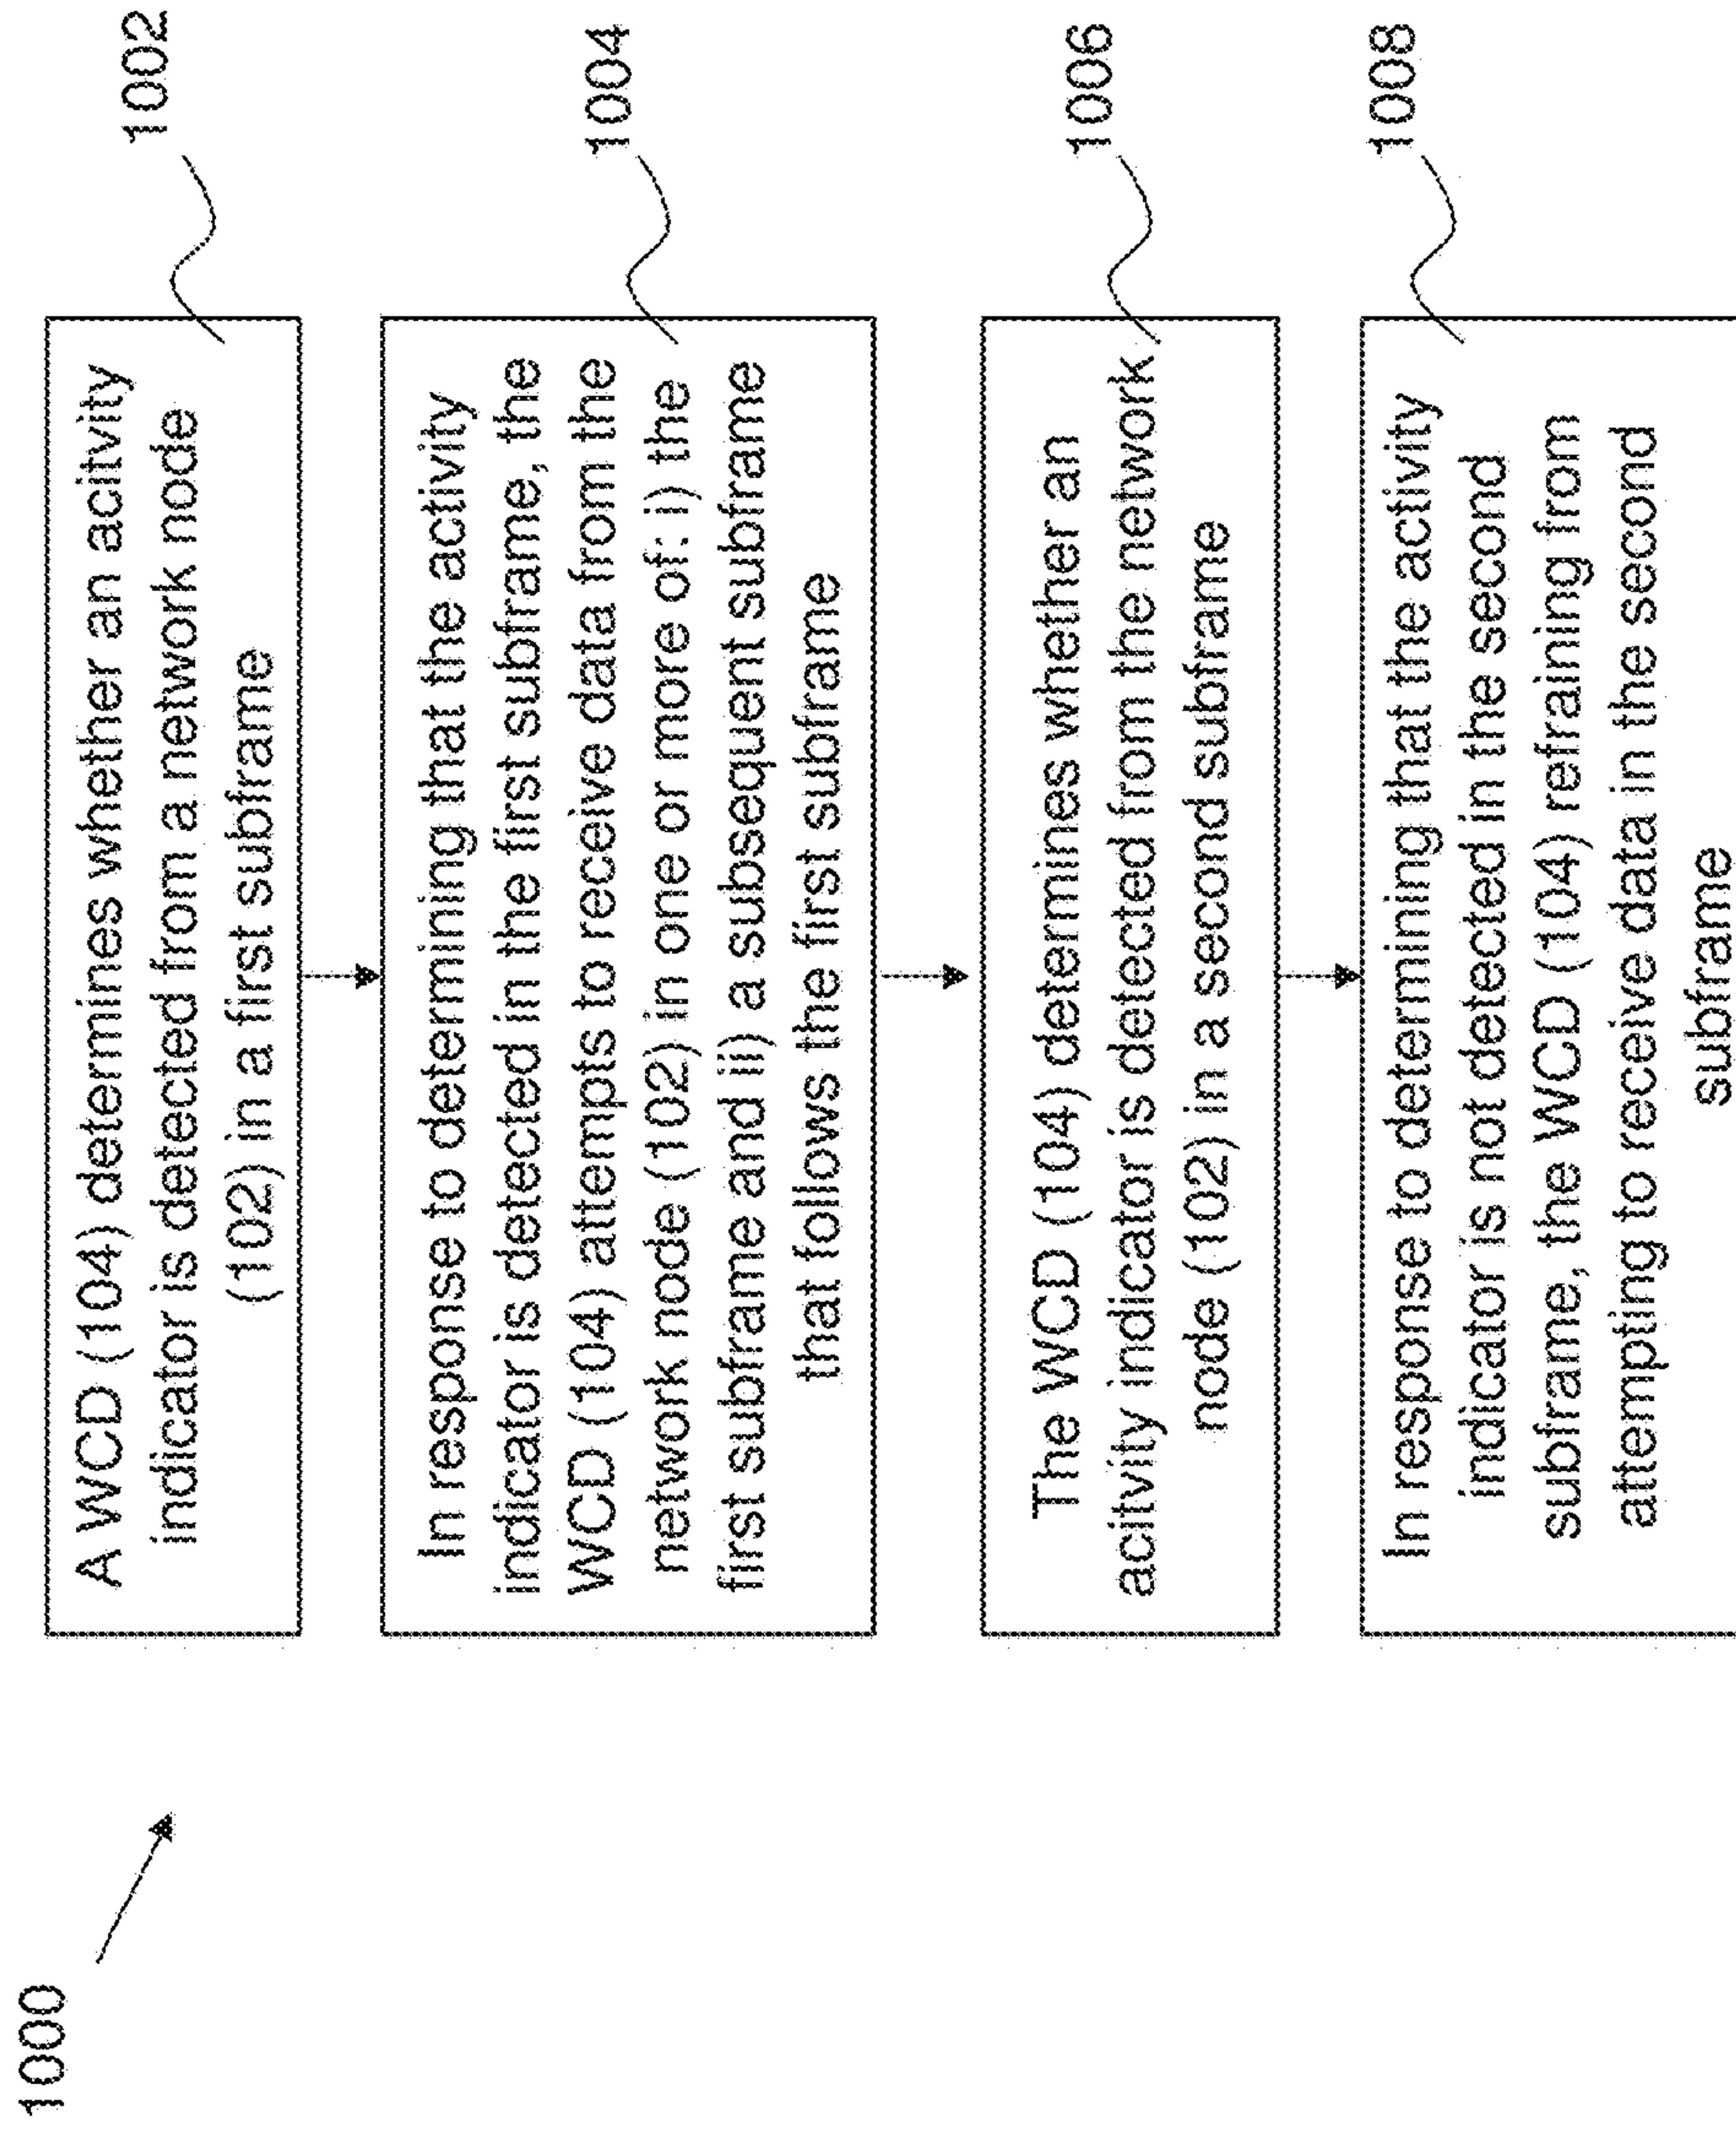 1000
A WCD (104) determines whether an acitvity
indicator is detected from a network node
(102) in a first subframe
1002
In response to determining that the activity
indicator is detected in the first subframe, the
WCD (104) attempts to receive data from the
network node (102) in one or more of: i) the
first subframe and ii) a subsequent subframe
that follows the first subframe
1004
The WCD (104) determines whether an
acitvity indicator is detected from the network
node (102) in a second subframe
1006
In response to determining that the activity
indicator is not detected in the second
subframe, the WCD (104) refraining from
attempting to receive data in the second
subframe
1008